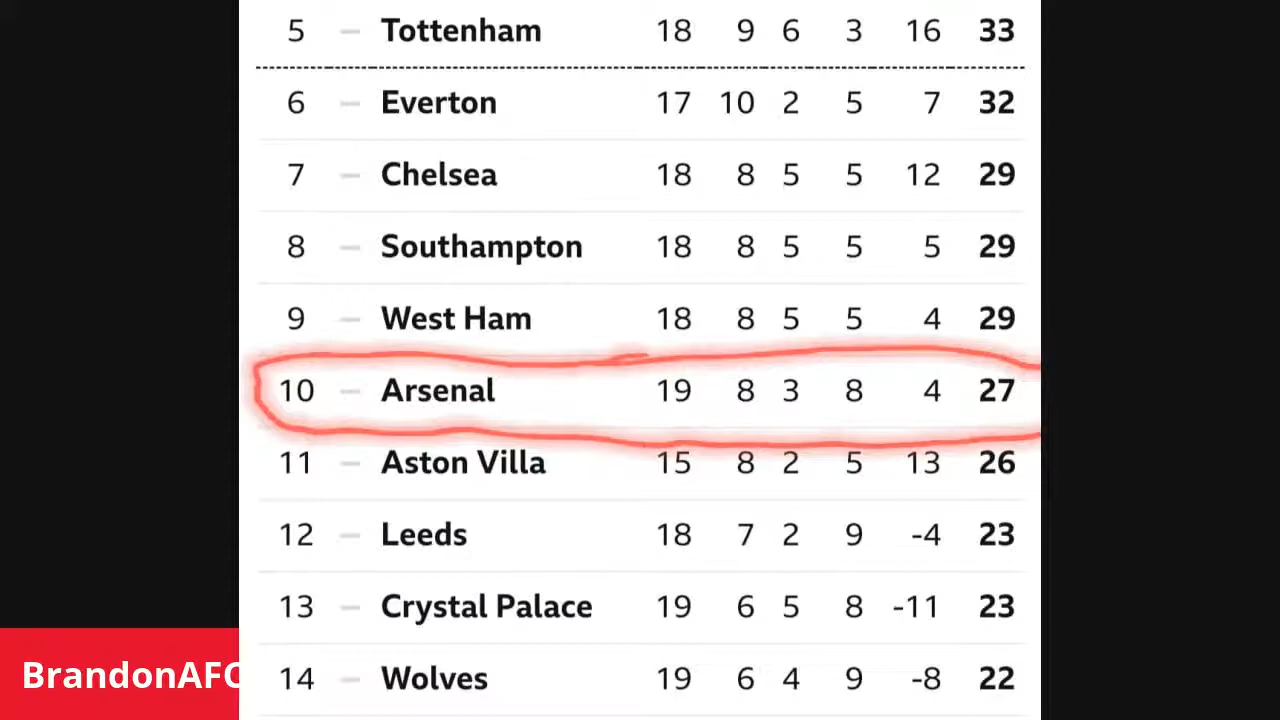 5 — Tottenham 18 9 6 3 16 33
6 — Everton 17 10 2 5 7 32
7 — Chelsea 18 8 5 5 12 29
8 — Southampton 18 8 5 5 5 29
9 — West Ham 18 8 5 5 4 29
10 — Arsenal 19 8 3 8 4 27
11 — Aston Villa 15 8 2 5 13 26
12 — Leeds 18 7 2 9 -4 23
13 — Crystal Palace 19 6 5 8 -11 23
14 — Wolves 19 6 4 9 -8 22
BrandonAFC